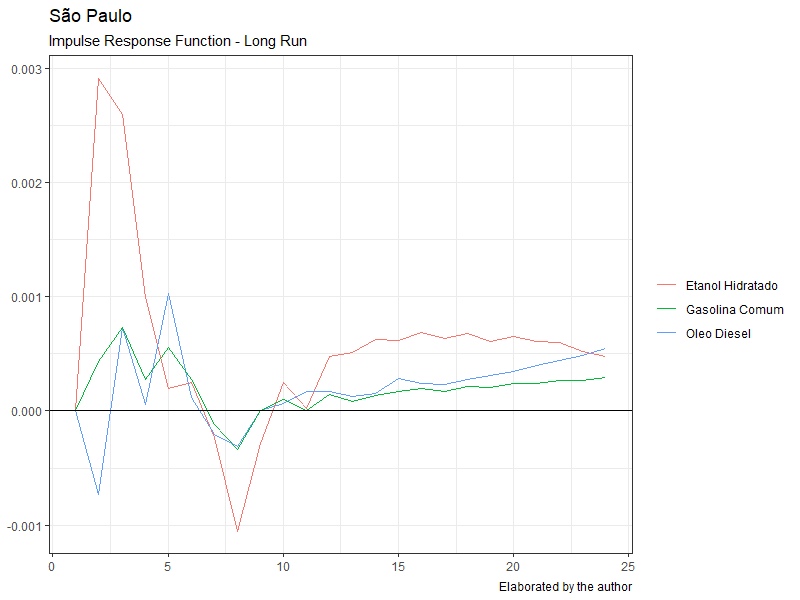 São Paulo
Impulse Response Function - Long Run
0.003
0.002
0.001
0.000
-0.001
0
5
10
15
20
25
Etanol Hidratado
Gasolina Comum
Oleo Diesel
Elaborated by the author